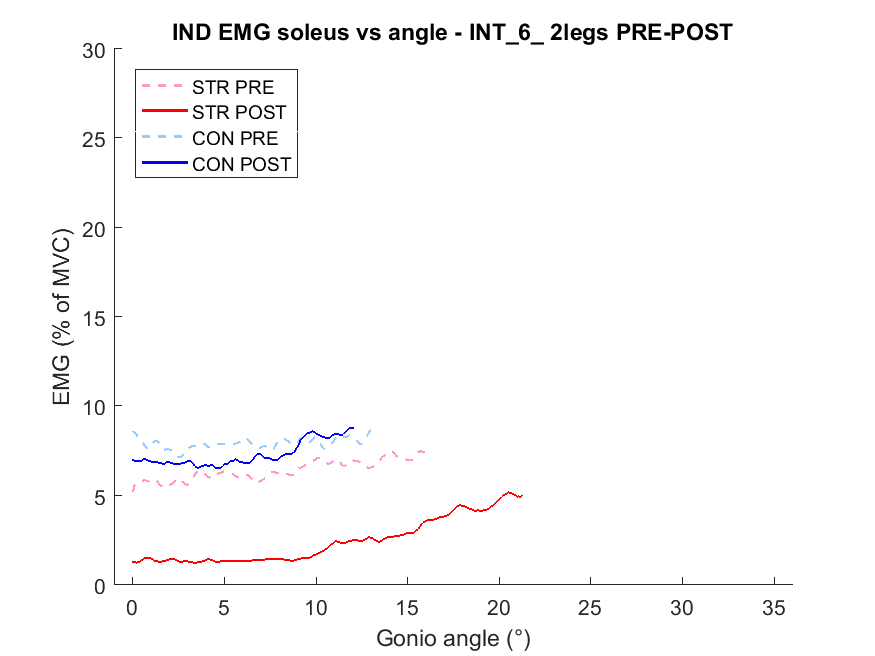 IND EMG soleus vs angle - INT_6_ 2legs PRE-POST
30
25
20
15
10
5
0
EMG (% of MVC)
STR PRE
STR POST
CON PRE
CON POST
0 5 10 15 20 25 30 35
Gonio angle (°)